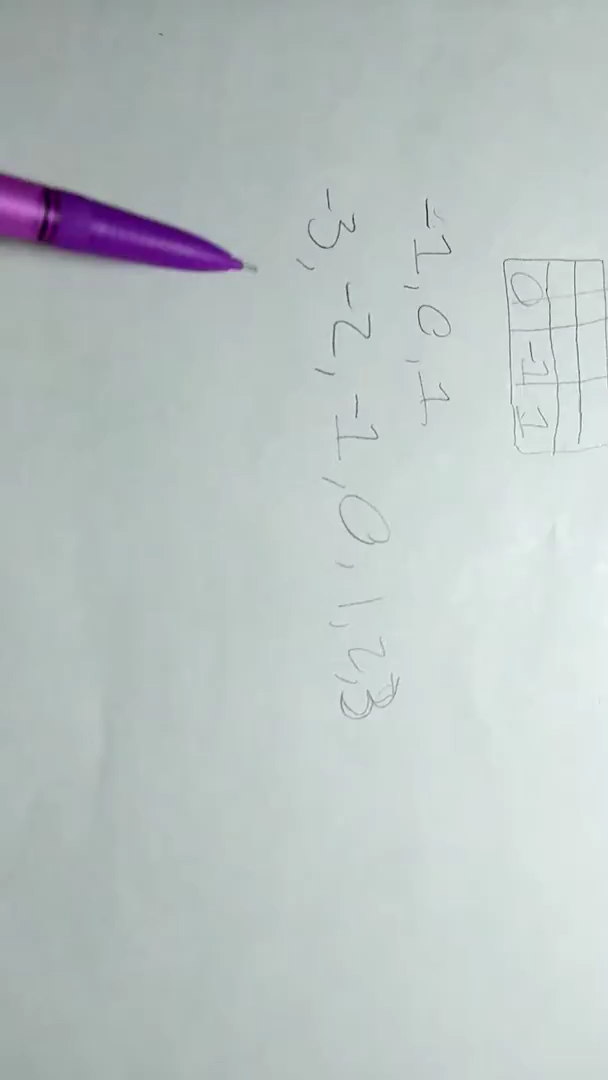 0 -1 1
-1, 0, 1
-3, -2, -1, 0, 1, 2, 3